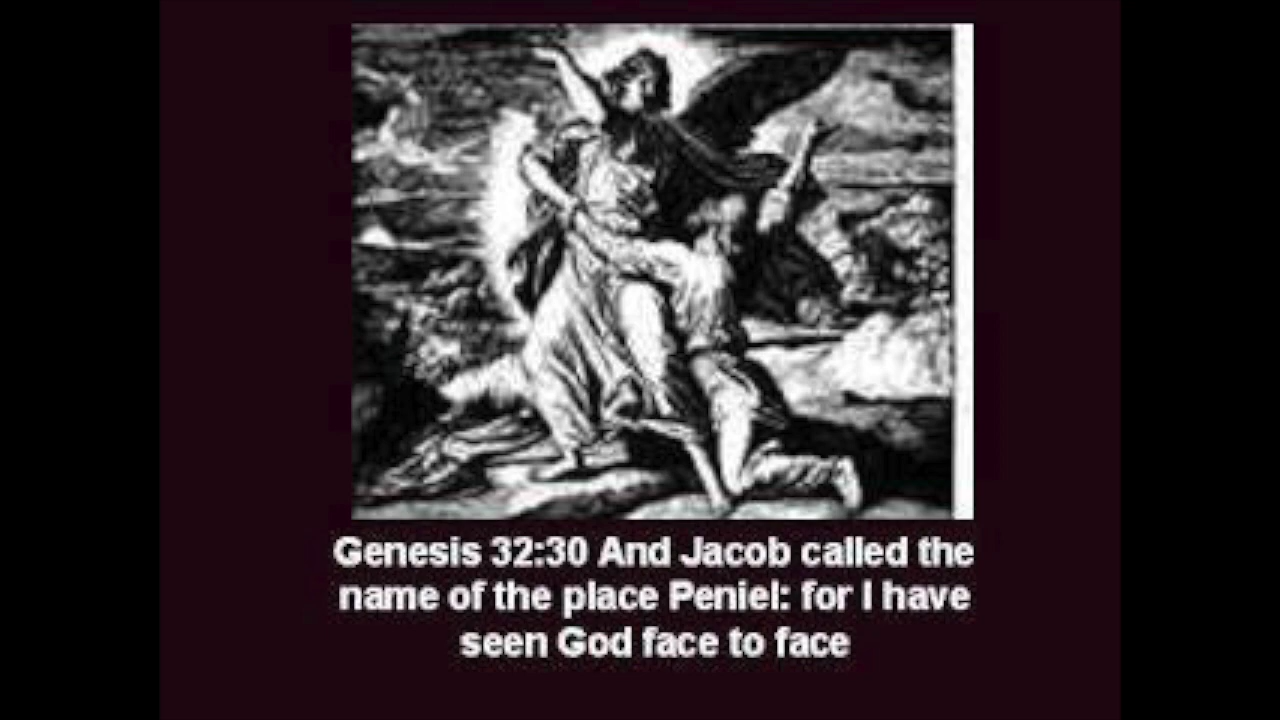 Genesis 32:30 And Jacob called the
name of the place Peniel: for I have
seen God face to face